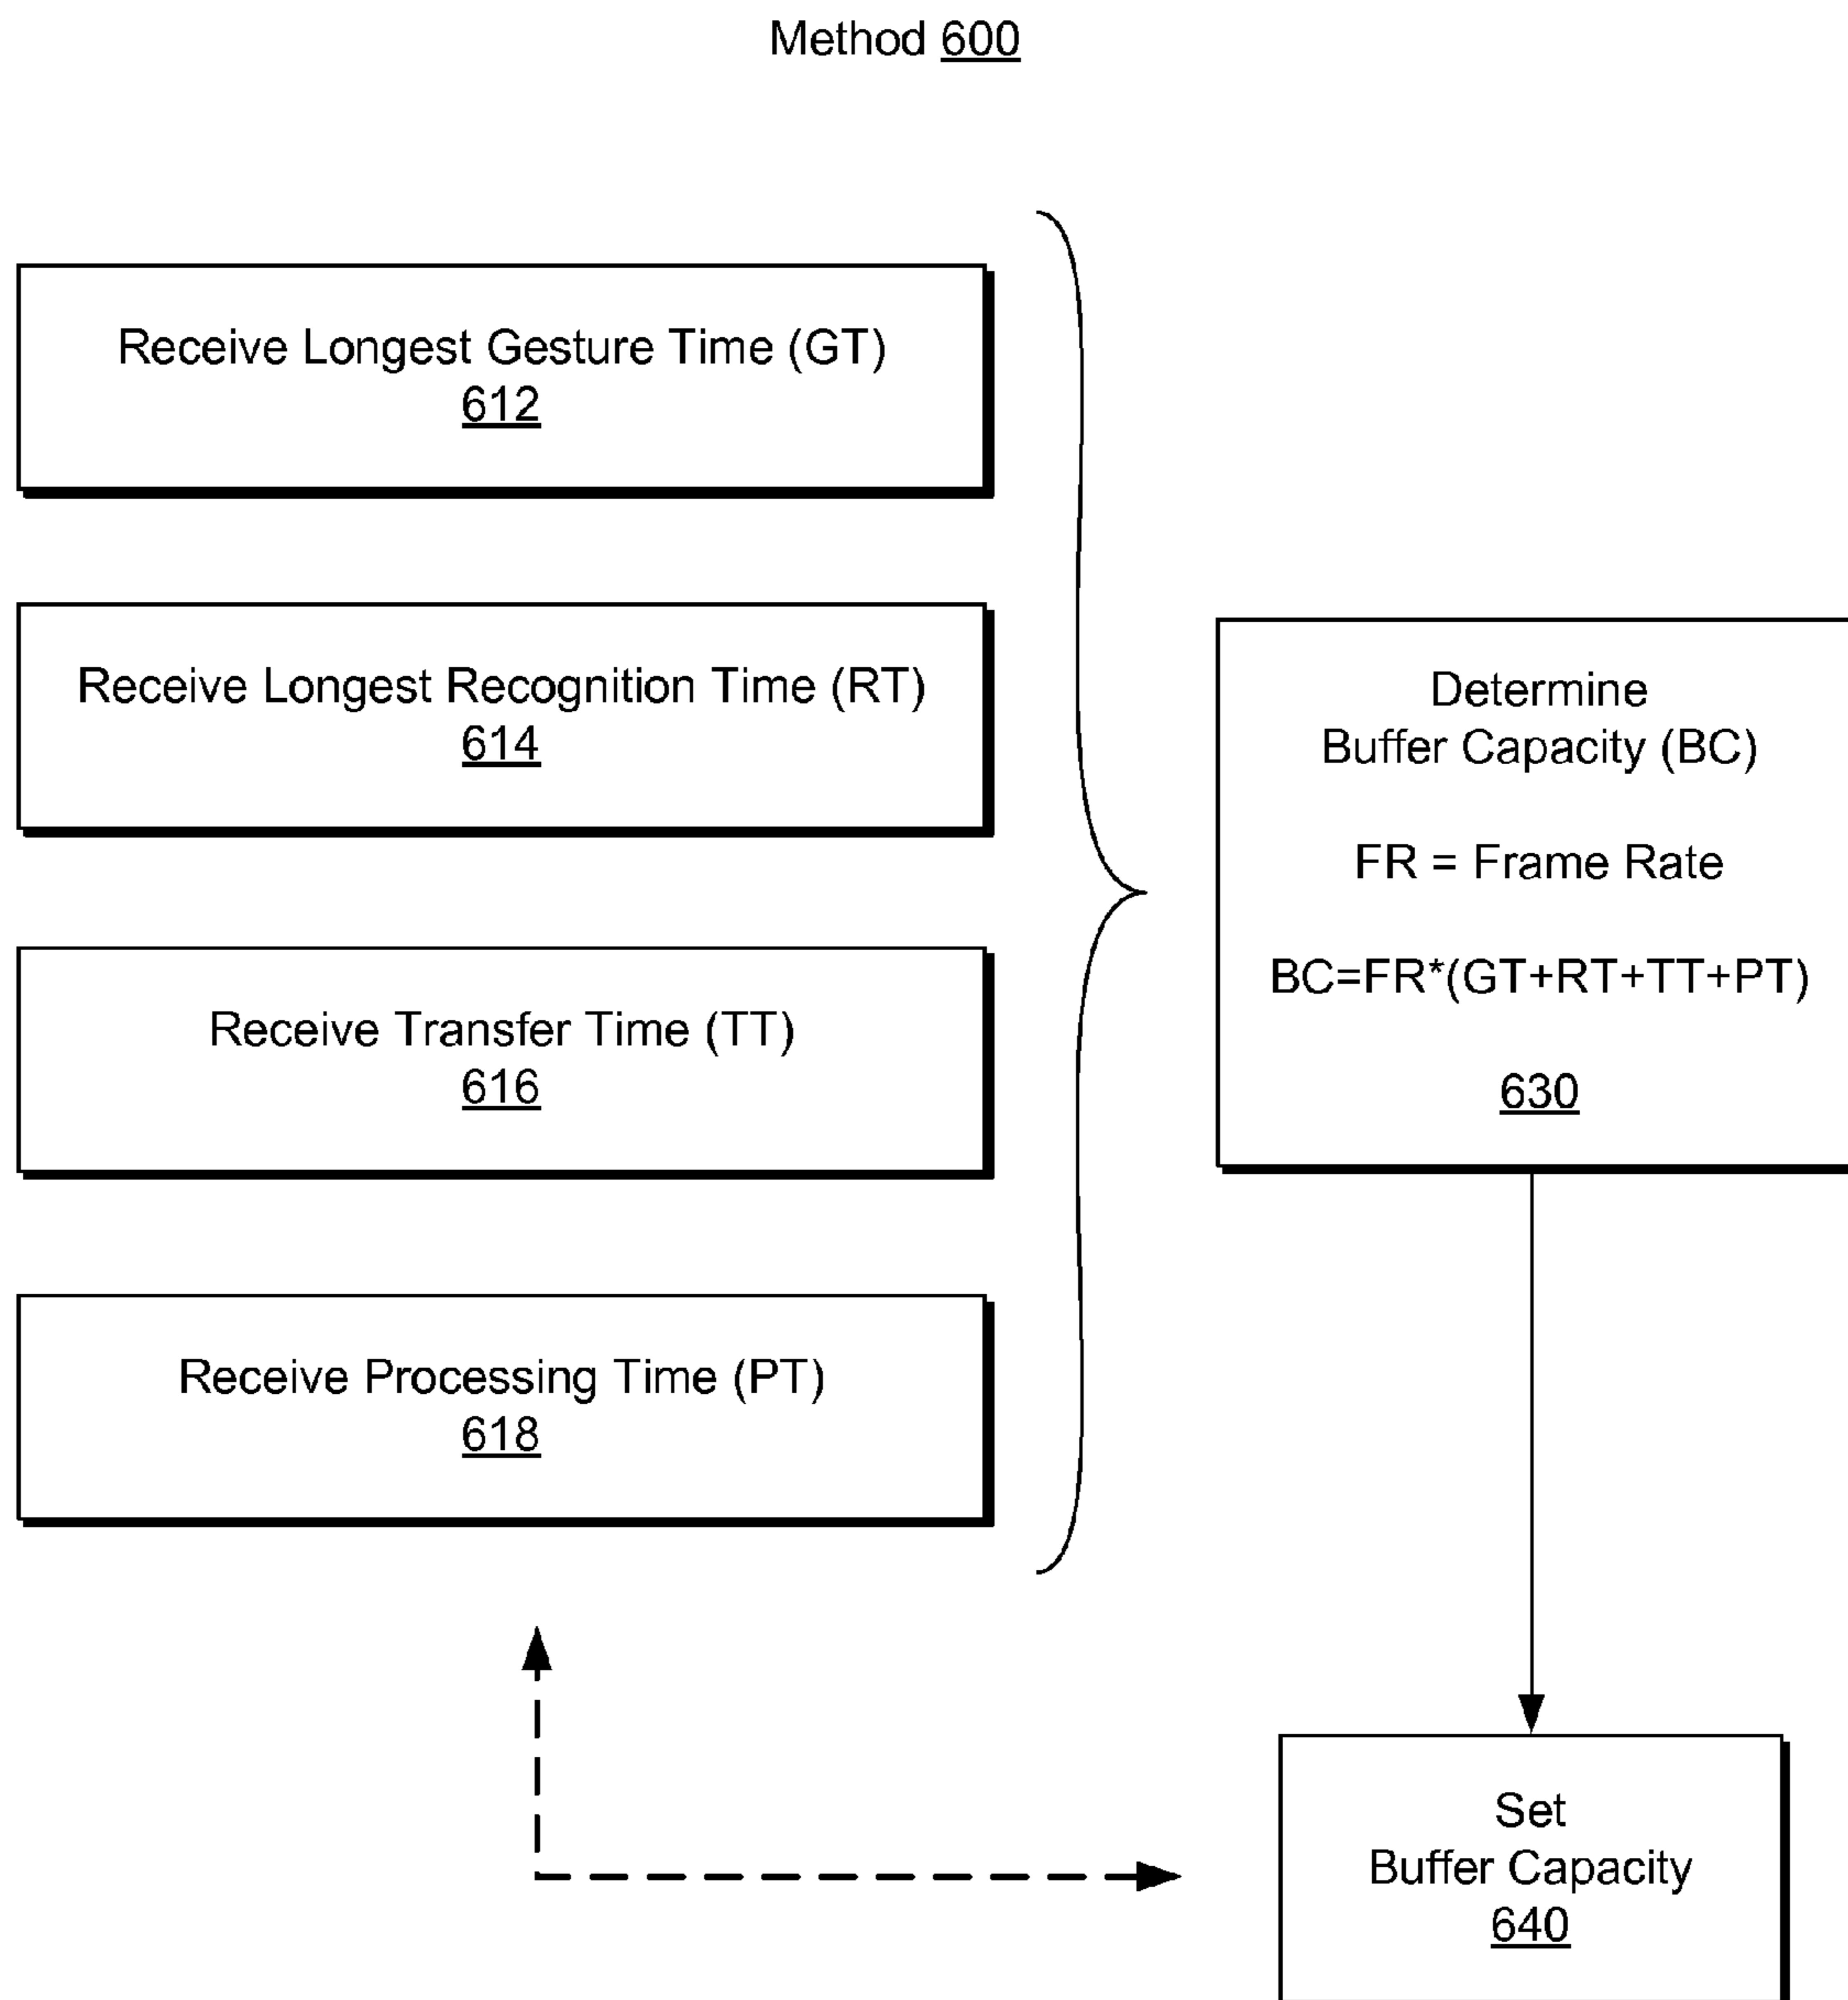 Method 600
Receive Longest Gesture Time (GT)
612
Receive Longest Recognition Time (RT)
614
Receive Transfer Time (TT)
616
Receive Processing Time (PT)
618
Determine
Buffer Capacity (BC)
FR = Frame Rate
BC=FR*(GT+RT+TT+PT)
630
Set
Buffer Capacity
640